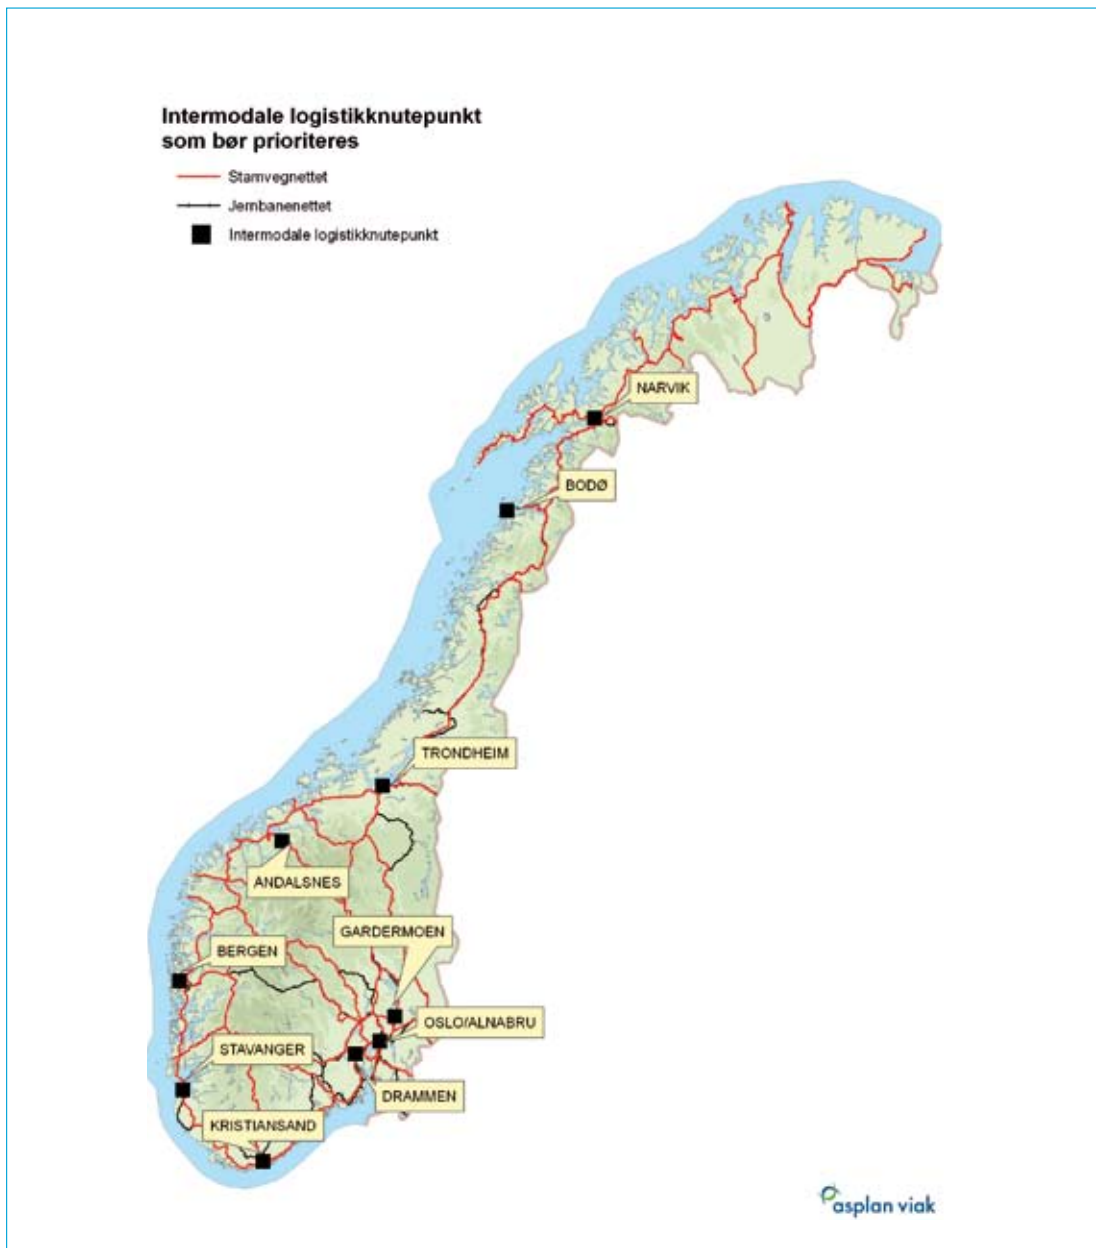 Intermodale logistikknutepunkt
som bør prioriteres
Stamvegnettet
Jernbanenettet
Intermodale logistikknutepunkt
NARVIK
BODØ
TRONDHEIM
ANDALSNES
GARDERMOEN
BERGEN
OSLO/ALNABRU
STAVANGER
DRAMMEN
KRISTIANSAND
asplan viak